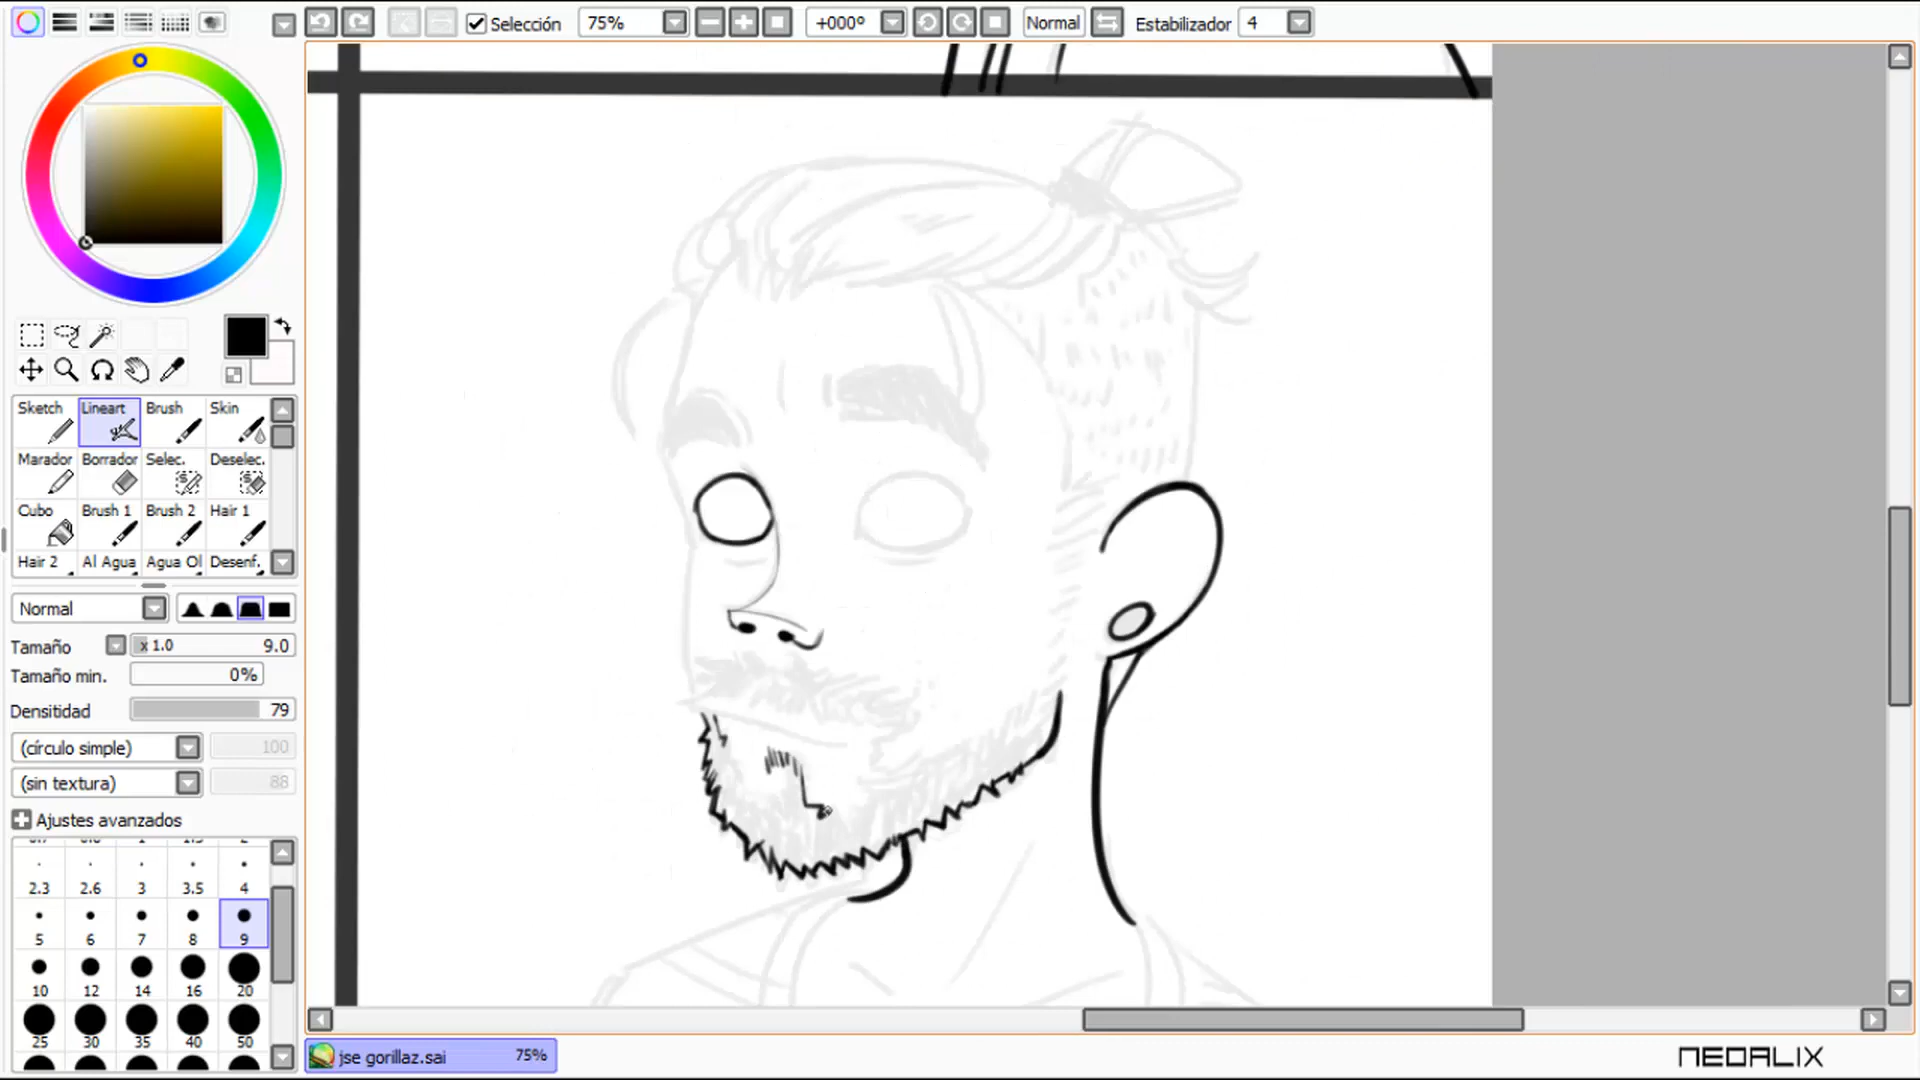 Selección 75% +000º Normal Estabilizador 4
Sketch Lineart Brush Skin
Marador Borrador Selec. Deselec.
Cubo Brush 1 Brush 2 Hair 1
Hair 2 Al Agua Agua Ol Desenf.
Normal
Tamaño x 1.0 9.0
Tamaño min. 0%
Densitidad 79
(círculo simple) 100
(sin textura) 88
Ajustes avanzados
2.3 2.6 3 3.5 4
5 6 7 8 9
10 12 14 16 20
25 30 35 40 50
jse gorillaz.sai 75%
NEOALIX